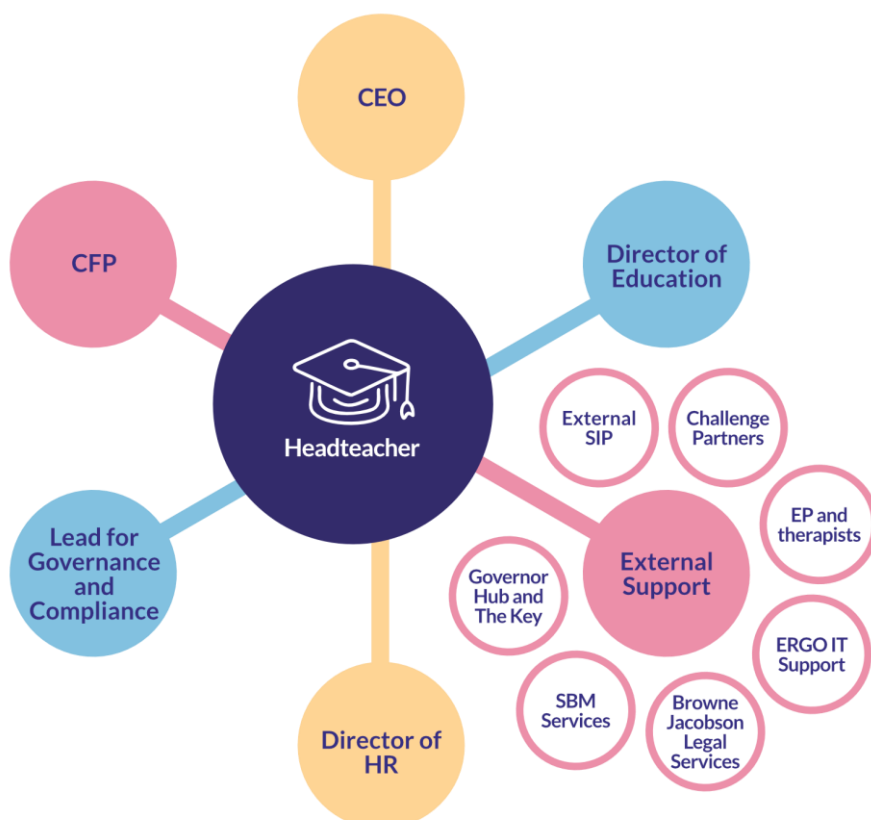 CEO
CFP
Director of
Education
Headteacher
External
SIP
Challenge
Partners
EP and
therapists
Lead for
Governance
and
Compliance
External
Support
Governor
Hub and
The Key
ERGO IT
Support
SBM
Services
Browne
Jacobson
Legal
Services
Director of
HR